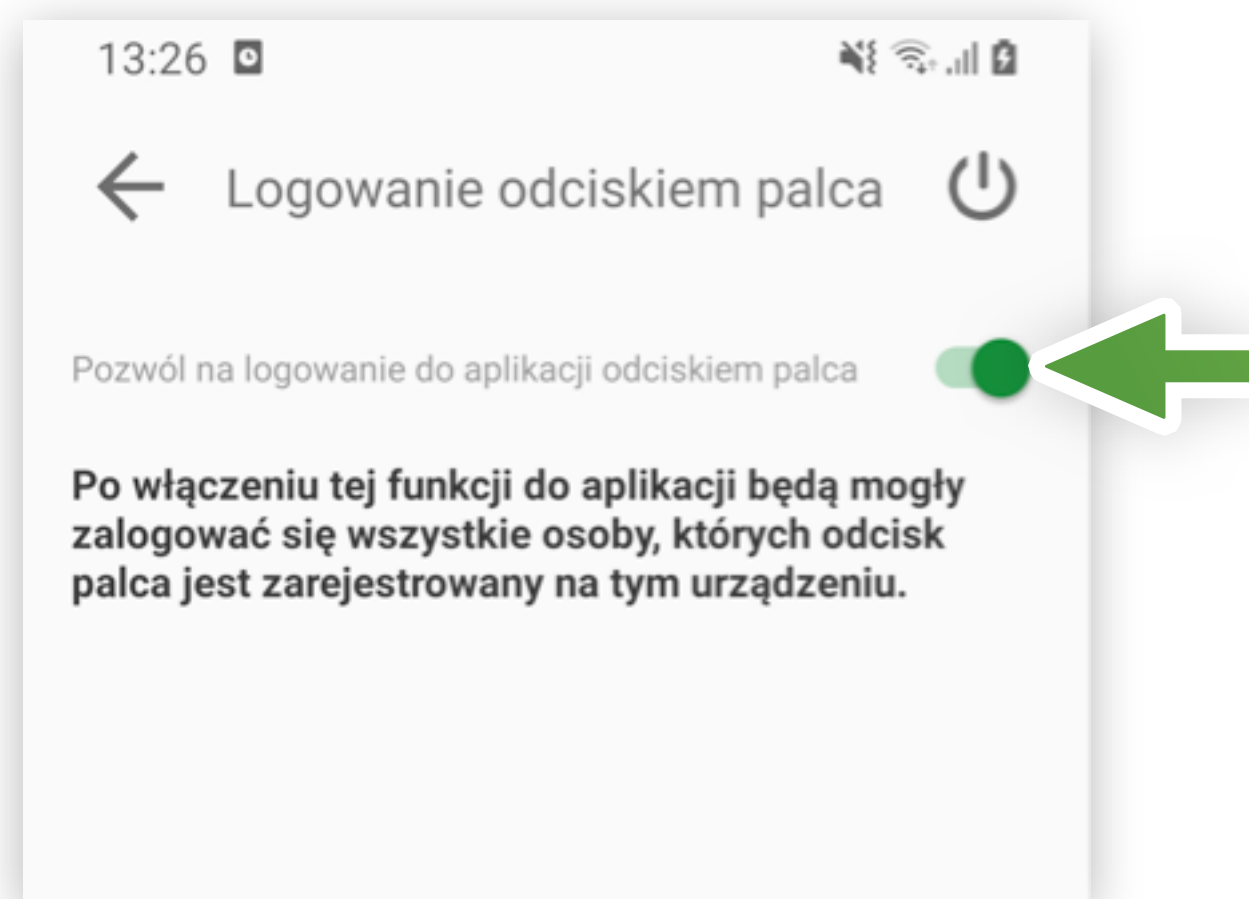 13:26
Logowanie odciskiem palca
Pozwól na logowanie do aplikacji odciskiem palca
Po włączeniu tej funkcji do aplikacji będą mogły
zalogować się wszystkie osoby, których odcisk
palca jest zarejestrowany na tym urządzeniu.